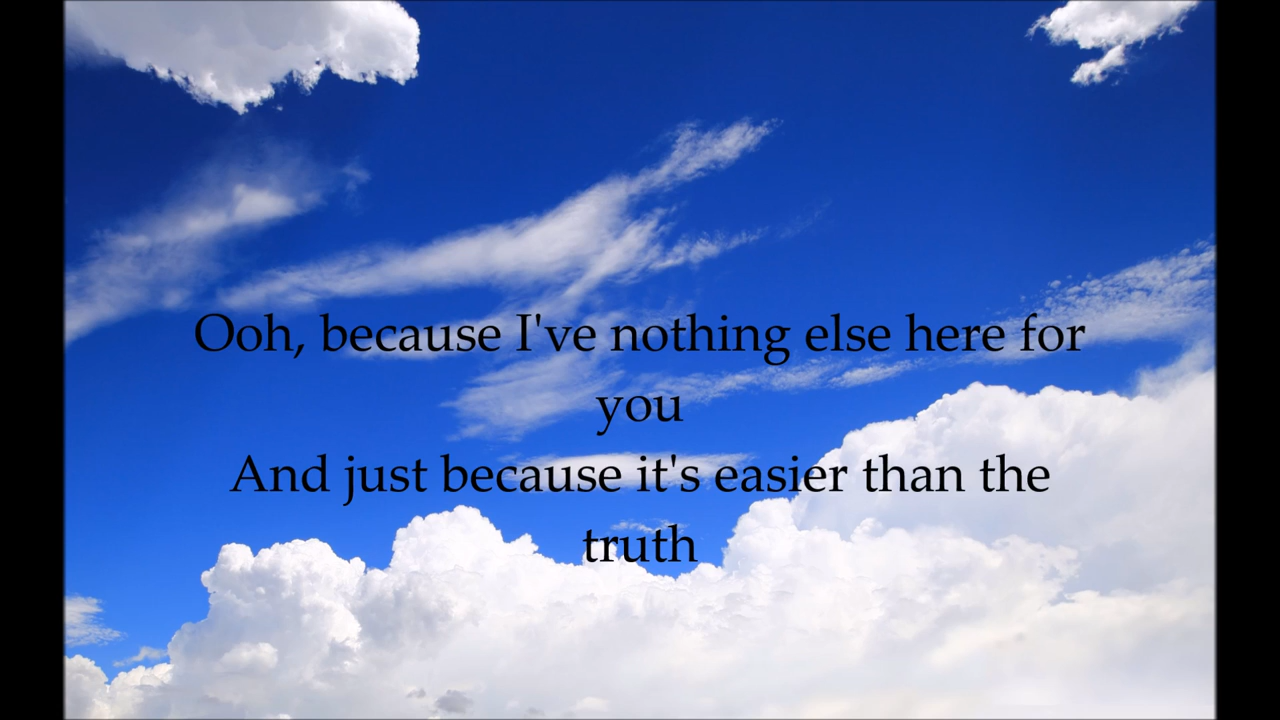 Ooh, because I've nothing else here for
you
And just because it's easier than the
truth